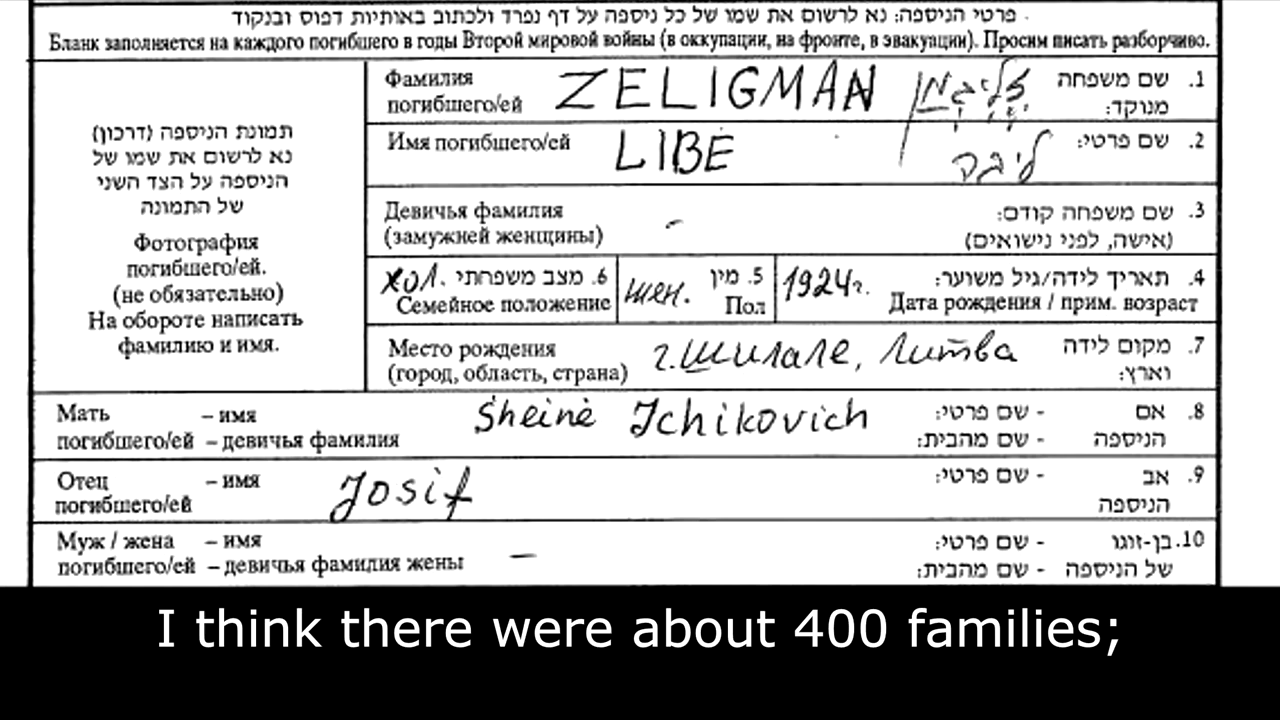 פרטי הניספה: נא לרשום את שמו של כל ניספה על דף נפרד ולכתוב באותיות דפוס ובנקוד
Бланк заполняется на каждого погибшего в годы Второй мировой войны (в оккупации, на фронте, в эвакуации). Просим писать разборчиво.
תמונת הניספה (דרכון)
נא לרשום את שמו של
הניספה על הצד השני
של התמונה
Фотография
погибшего/ей.
(не обязательно)
На обороте написать
фамилию и имя.
Фамилия
погибшего/ей ZELIGMAN זליגמן
1. שם משפחה
מנוקד:
Имя погибшего/ей LIBE ליבה 2. שם פרטי:
Девичья фамилия
(замужней женщины) -
3. שם משפחה קודם:
(אישה, לפני נישואים)
хол. 6. מצב משפחתי
Семейное положение
жен. 5. מין
Пол
1924г. 4. תאריך לידה/גיל משוער:
Дата рождения / прим. возраст
Место рождения
(город, область, страна) г. Шилале, Литва
7. מקום לידה
וארץ:
Мать – имя
погибшего/ей – девичья фамилия
Sheine Ichikovich
8. אם - שם פרטי:
הניספה - שם מהבית:
Отец – имя
погибшего/ей
Josif
9. אב - שם פרטי:
הניספה
Муж / жена – имя
погибшего/ей – девичья фамилия жены
–
10. בן-זוגו - שם פרטי:
של הניספה - שם מהבית:
I think there were about 400 families;